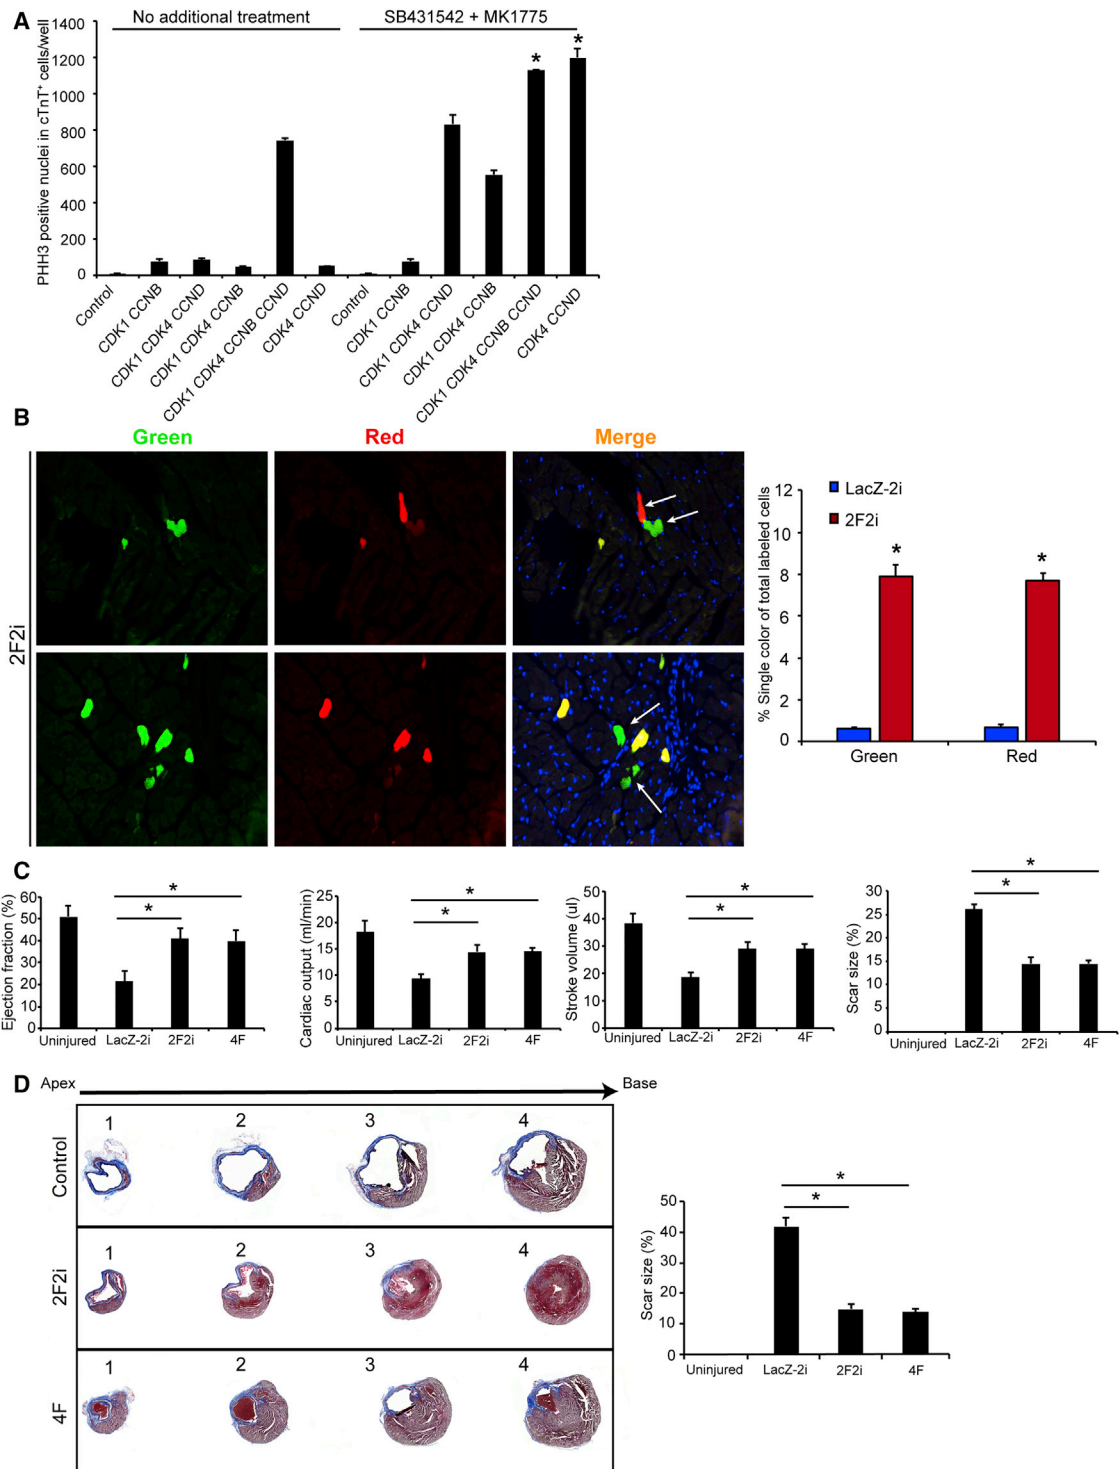 A
No additional treatment
SB431542 + MK1775
PHH3 positive nuclei in cTnT+ cells/well
1400
1200
1000
800
600
400
200
0
*
*
Control
CDK1 CCNB
CDK1 CDK4 CCND
CDK1 CDK4 CCNB
CDK1 CDK4 CCNB CCND
CDK4 CCND
Control
CDK1 CCNB
CDK1 CDK4 CCND
CDK1 CDK4 CCNB
CDK1 CDK4 CCNB CCND
CDK4 CCND
B
Green
Red
Merge
2F2i
% Single color of total labeled cells
12
10
8
6
4
2
0
LacZ-2i
2F2i
*
*
Green
Red
C
Ejection fraction (%)
60
50
40
30
20
10
0
*
*
Uninjured
LacZ-2i
2F2i
4F
Cardiac output (ml/min)
25
20
15
10
5
0
*
*
Uninjured
LacZ-2i
2F2i
4F
Stroke volume (ul)
50
40
30
20
10
0
*
*
Uninjured
LacZ-2i
2F2i
4F
Scar size (%)
30
25
20
15
10
5
0
*
*
Uninjured
LacZ-2i
2F2i
4F
D
Apex
Base
Control
1
2
3
4
2F2i
1
2
3
4
4F
1
2
3
4
Scar size (%)
50
40
30
20
10
0
*
*
Uninjured
LacZ-2i
2F2i
4F